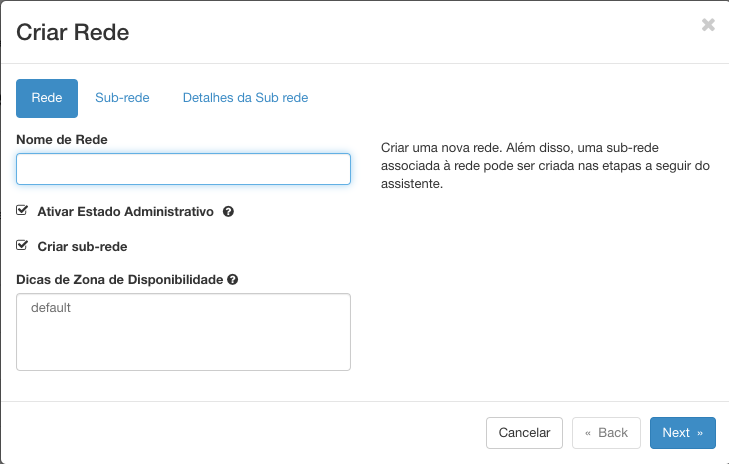 Criar Rede
×
Rede Sub-rede Detalhes da Sub rede
Nome de Rede
Criar uma nova rede. Além disso, uma sub-rede
associada à rede pode ser criada nas etapas a seguir do
assistente.
Ativar Estado Administrativo ?
Criar sub-rede
Dicas de Zona de Disponibilidade ?
default
Cancelar « Back Next »